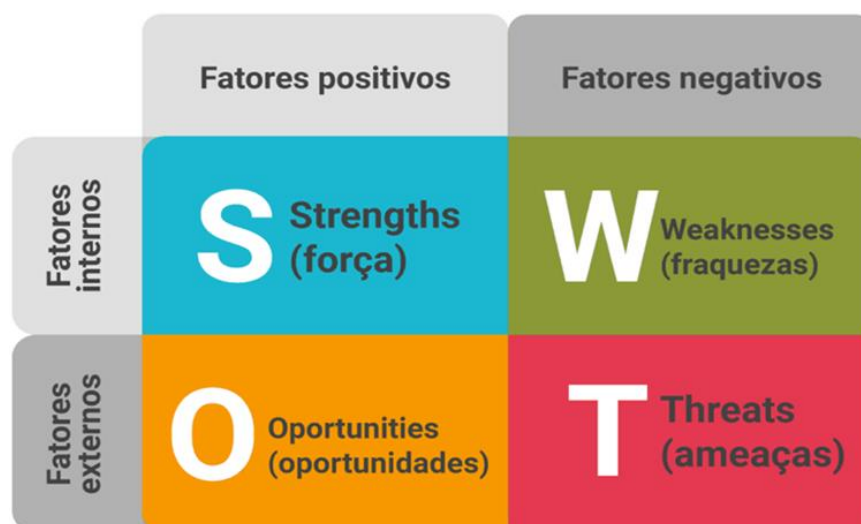 Fatores positivos
Fatores negativos
Fatores
internos
S
Strengths
(força)
W
Weaknesses
(fraquezas)
Fatores
externos
O
Oportunities
(oportunidades)
T
Threats
(ameaças)